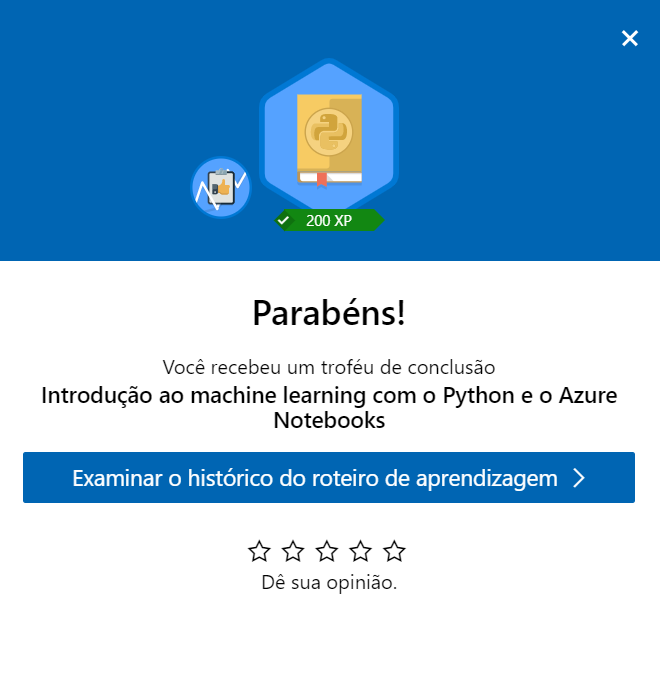 200 XP
Parabéns!
Você recebeu um troféu de conclusão
Introdução ao machine learning com o Python e o Azure
Notebooks
Examinar o histórico do roteiro de aprendizagem
Dê sua opinião.